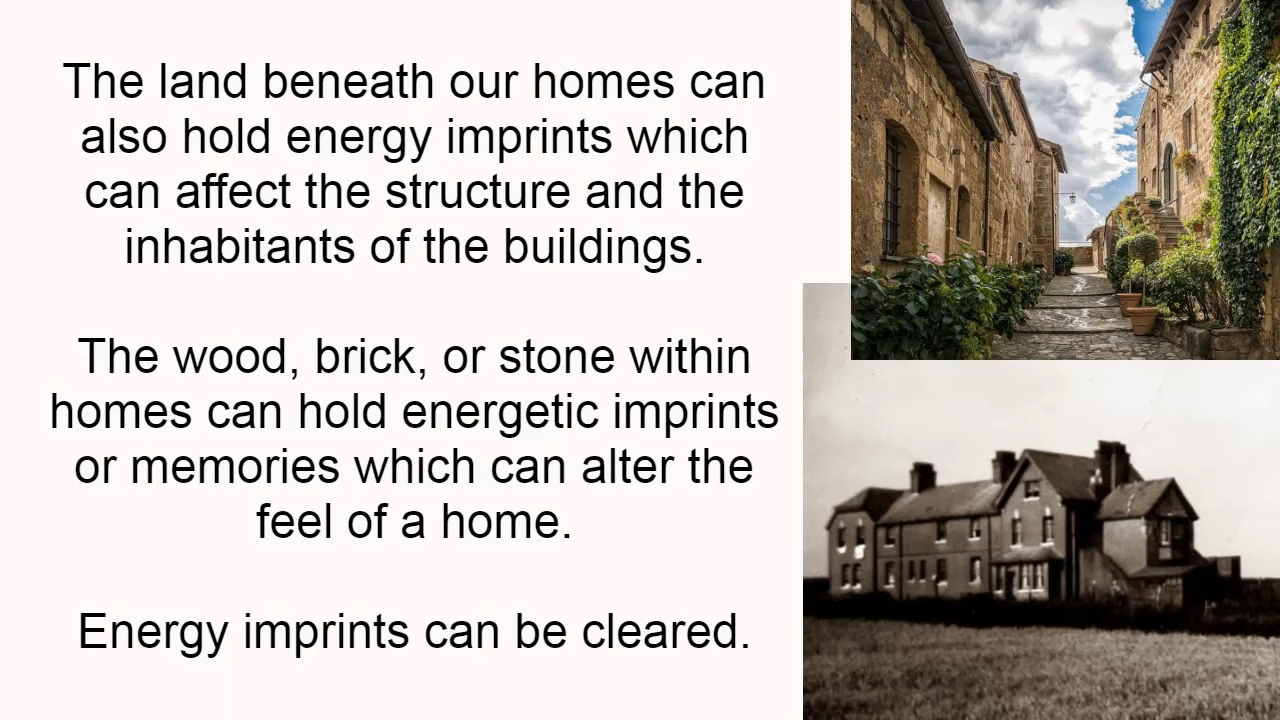 The land beneath our homes can
also hold energy imprints which
can affect the structure and the
inhabitants of the buildings.
The wood, brick, or stone within
homes can hold energetic imprints
or memories which can alter the
feel of a home.
Energy imprints can be cleared.